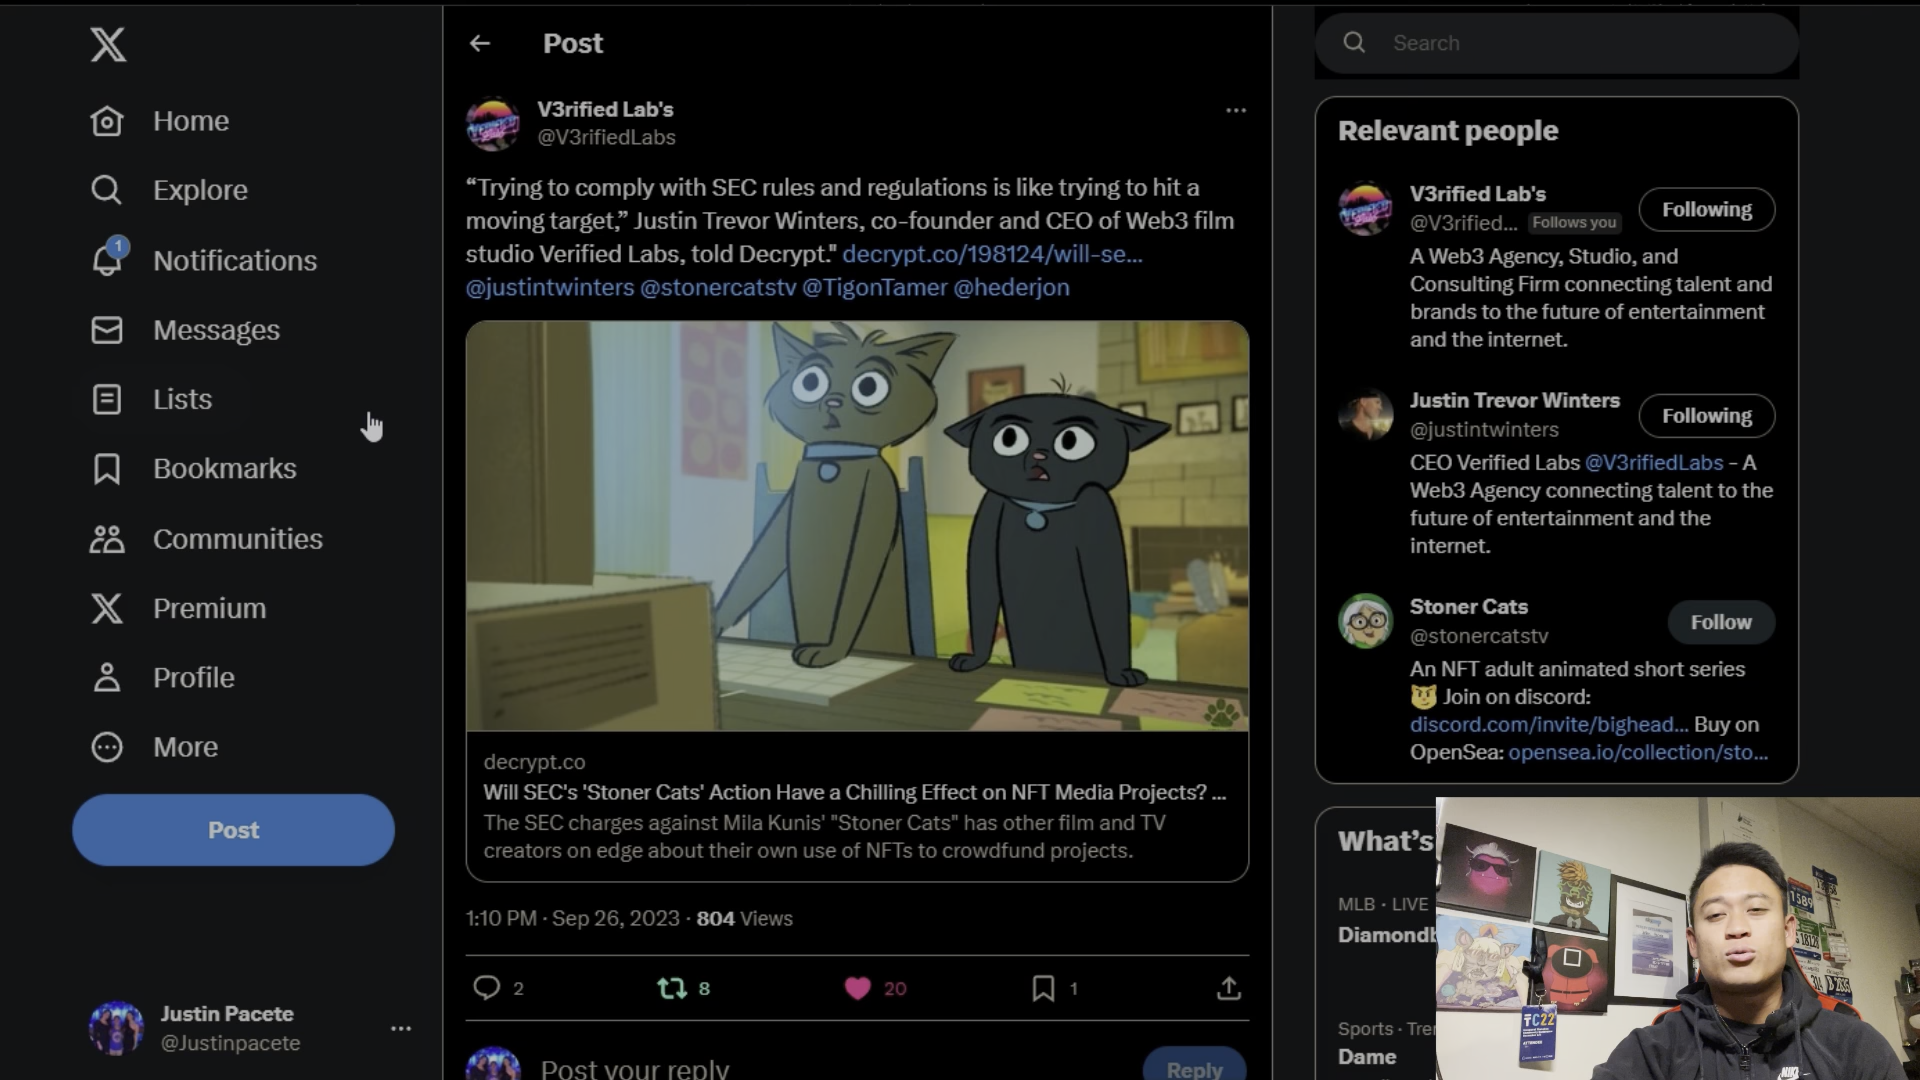 Home
Explore
1
Notifications
Messages
Lists
Bookmarks
Communities
Premium
Profile
More
Post
Justin Pacete
@Justinpacete
Post
V3rified Lab's
@V3rifiedLabs
“Trying to comply with SEC rules and regulations is like trying to hit a
moving target,” Justin Trevor Winters, co-founder and CEO of Web3 film
studio Verified Labs, told Decrypt." decrypt.co/198124/will-se...
@justintwinters @stonercatstv @TigonTamer @hederjon
decrypt.co
Will SEC's 'Stoner Cats' Action Have a Chilling Effect on NFT Media Projects? ...
The SEC charges against Mila Kunis' "Stoner Cats" has other film and TV
creators on edge about their own use of NFTs to crowdfund projects.
1:10 PM · Sep 26, 2023 · 804 Views
2
8
20
1
Post your reply
Reply
Search
Relevant people
V3rified Lab's
@V3rified... Follows you
Following
A Web3 Agency, Studio, and
Consulting Firm connecting talent and
brands to the future of entertainment
and the internet.
Justin Trevor Winters
@justintwinters
Following
CEO Verified Labs @V3rifiedLabs - A
Web3 Agency connecting talent to the
future of entertainment and the
internet.
Stoner Cats
@stonercatstv
Follow
An NFT adult animated short series
Join on discord:
discord.com/invite/bighead... Buy on
OpenSea: opensea.io/collection/sto...
What's
MLB · LIVE
Diamondb
Sports · Tre
Dame
1589
18128
TC22
NIKE